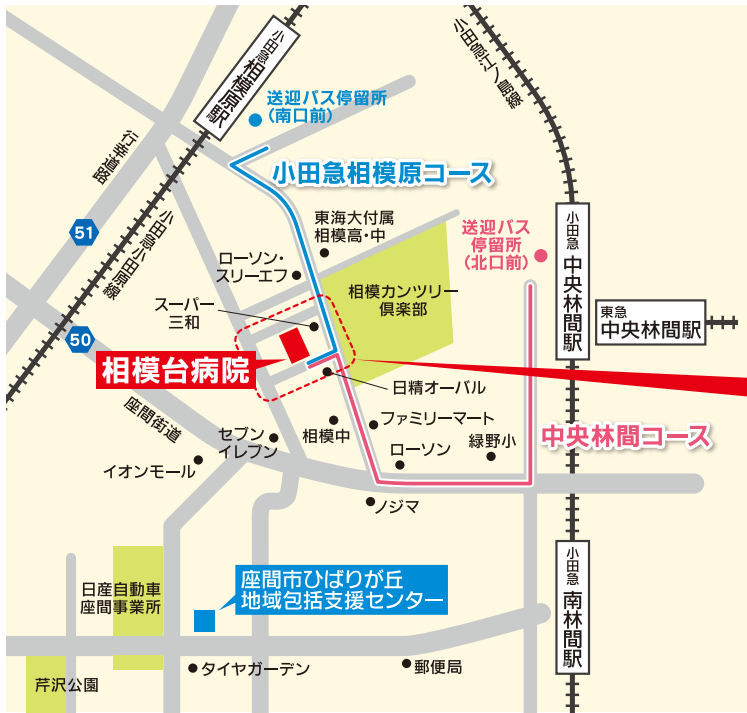 小田急
相模原駅
送迎バス停留所
（南口前）
小田急江ノ島線
行幸道路
小田急相模原コース
51
小田急小田原線
東海大付属
相模高・中
送迎バス
停留所
（北口前）
小田急
中央林間駅
ローソン・
スリーエフ
相模カンツリー
倶楽部
スーパー
三和
東急
中央林間駅
50
相模台病院
日精オーバル
座間街道
セブン
イレブン
相模中
ファミリーマート
中央林間コース
ローソン
緑野小
イオンモール
ノジマ
小田急
南林間駅
座間市ひばりが丘
地域包括支援センター
日産自動車
座間事業所
タイヤガーデン
郵便局
芹沢公園